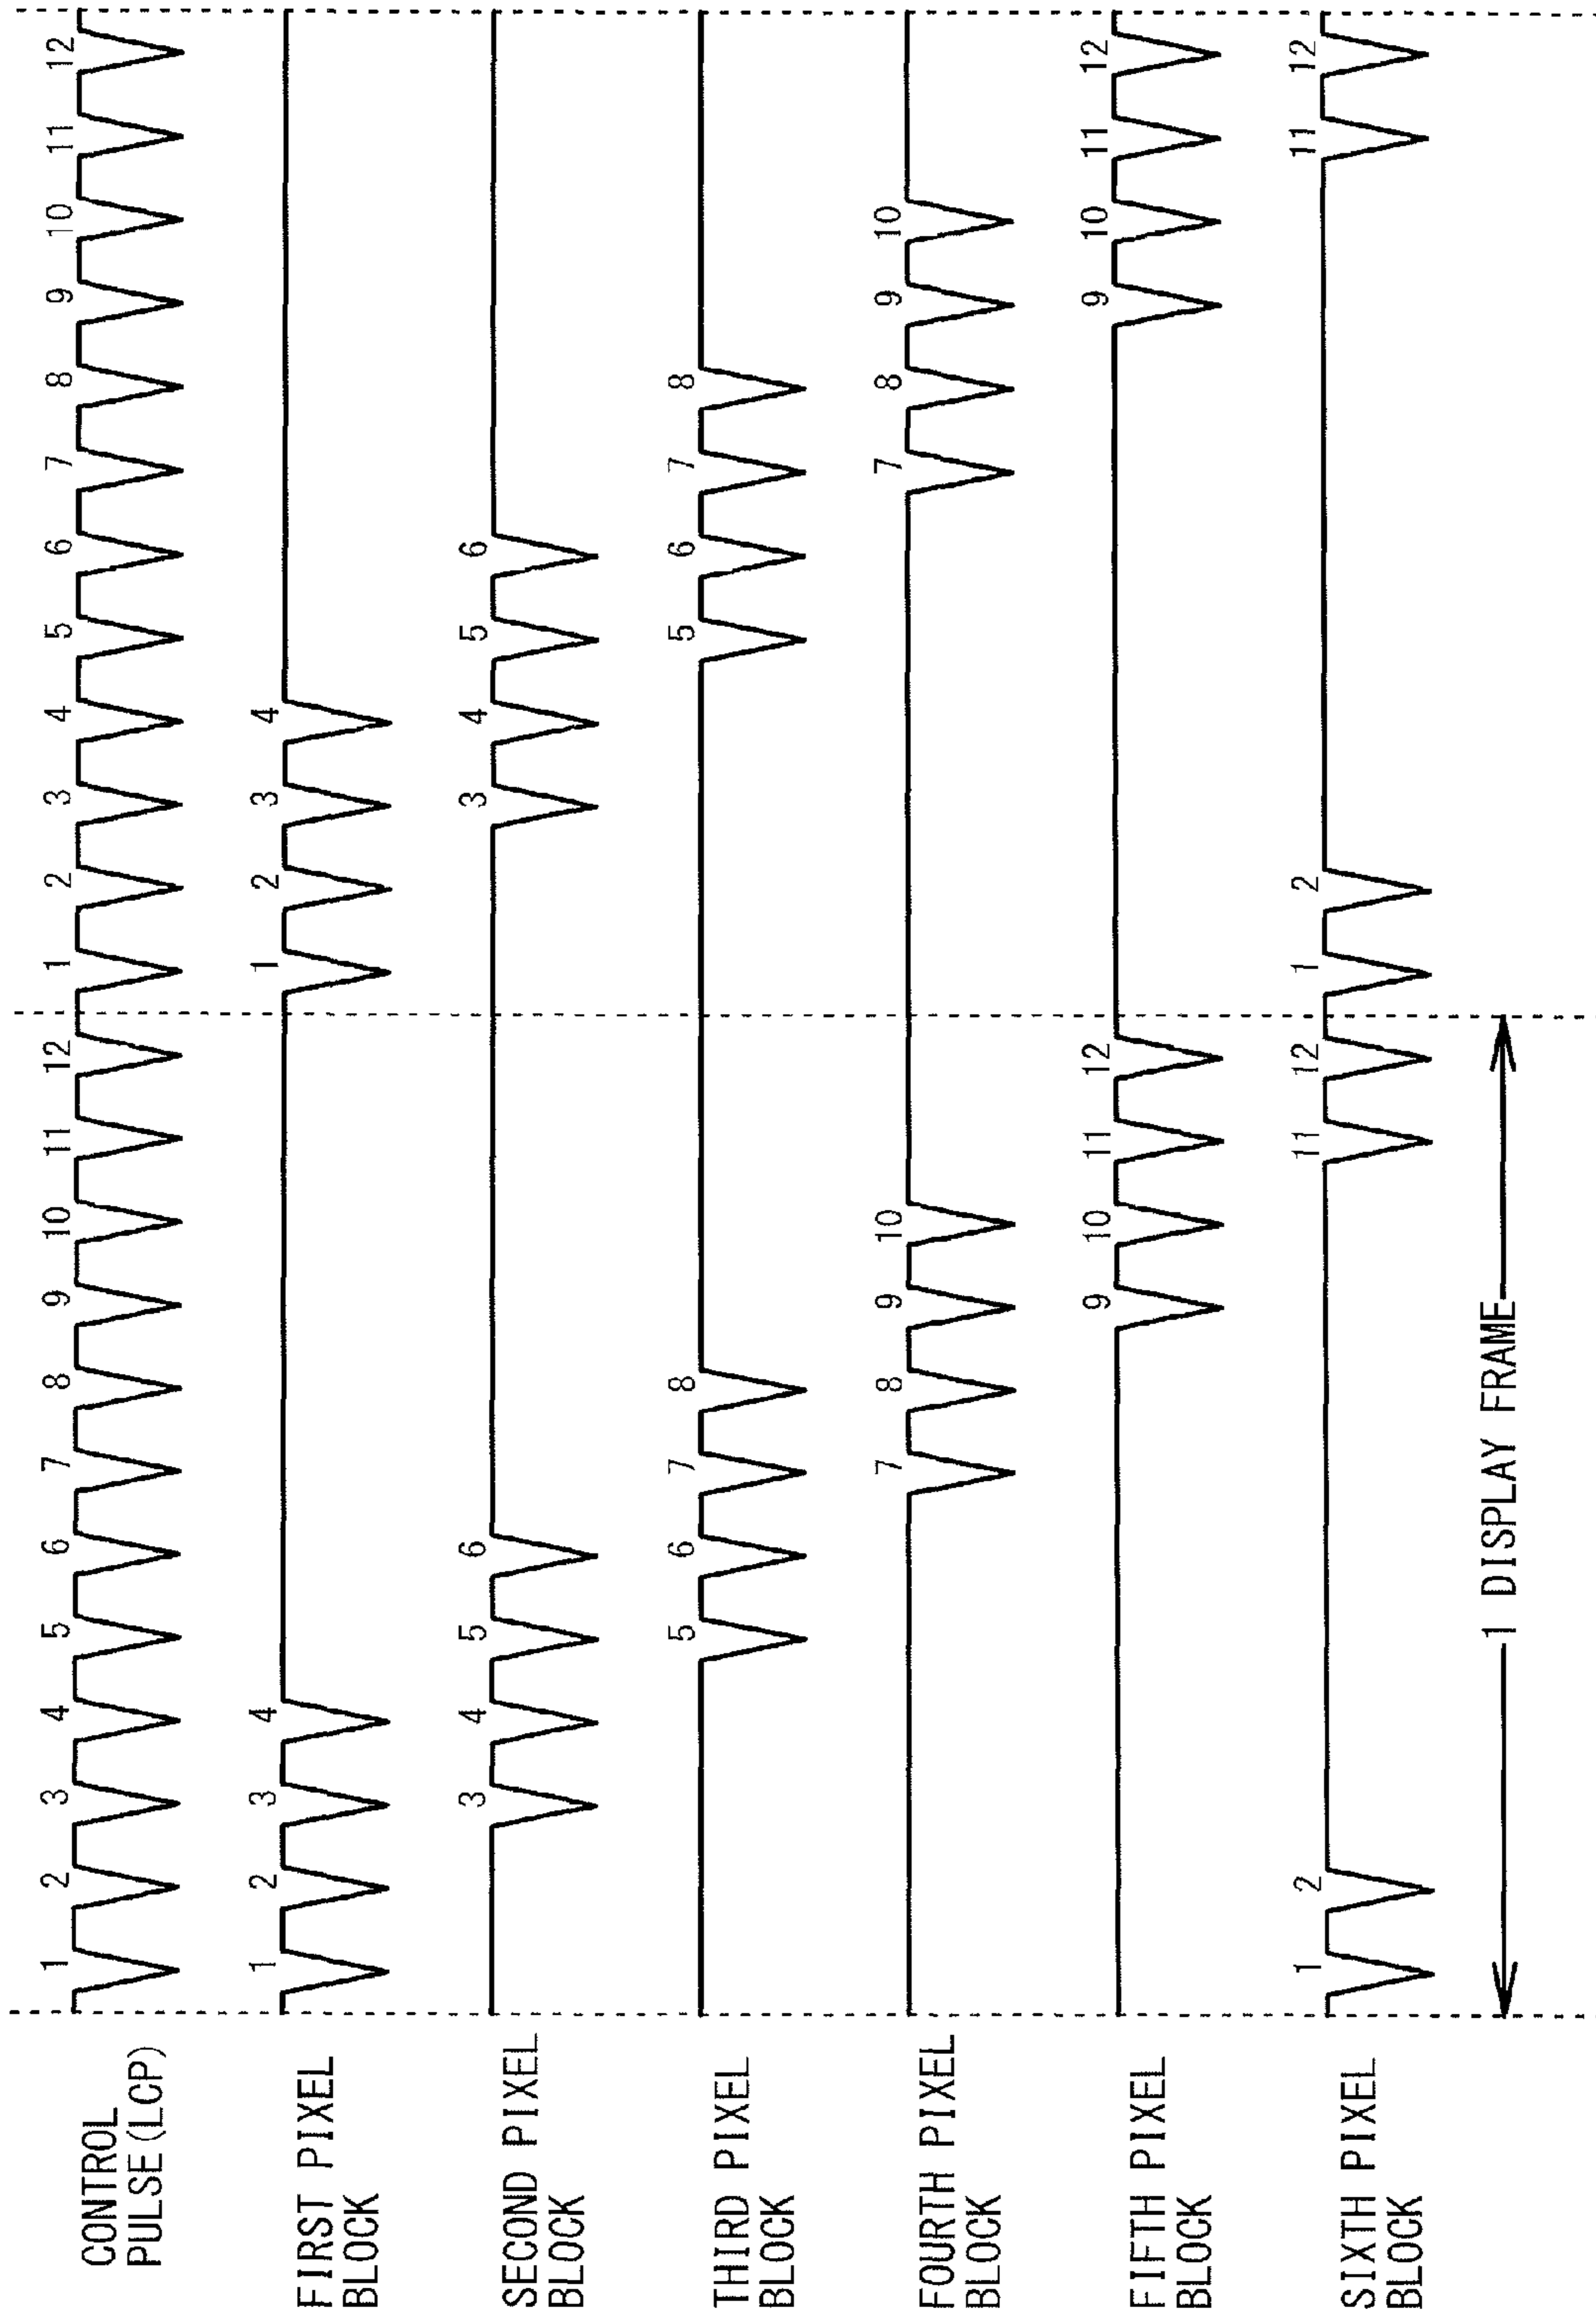 CONTROL
PULSE(LCP)
1 2 3 4 5 6 7 8 9 10 11 12 1 2 3 4 5 6 7 8 9 10 11 12
FIRST PIXEL
BLOCK
1 2 3 4 1 2 3 4
SECOND PIXEL
BLOCK
3 4 5 6 3 4 5 6
THIRD PIXEL
BLOCK
5 6 7 8 5 6 7 8
FOURTH PIXEL
BLOCK
7 8 9 10 7 8 9 10
FIFTH PIXEL
BLOCK
9 10 11 12 9 10 11 12
SIXTH PIXEL
BLOCK
1 2 11 12 1 2 11 12
1 DISPLAY FRAME